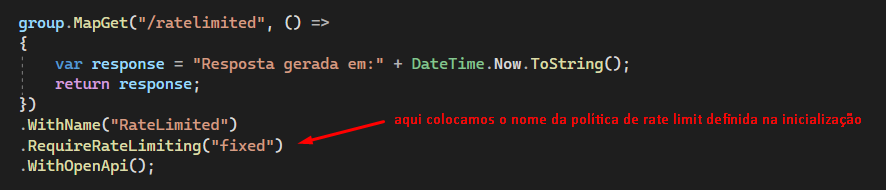 group.MapGet("/ratelimited", () =>
{
    var response = "Resposta gerada em:" + DateTime.Now.ToString();
    return response;
})
.WithName("RateLimited")
.RequireRateLimiting("fixed")
aqui colocamos o nome da politica de rate limit definida na inicialização
.WithOpenApi();